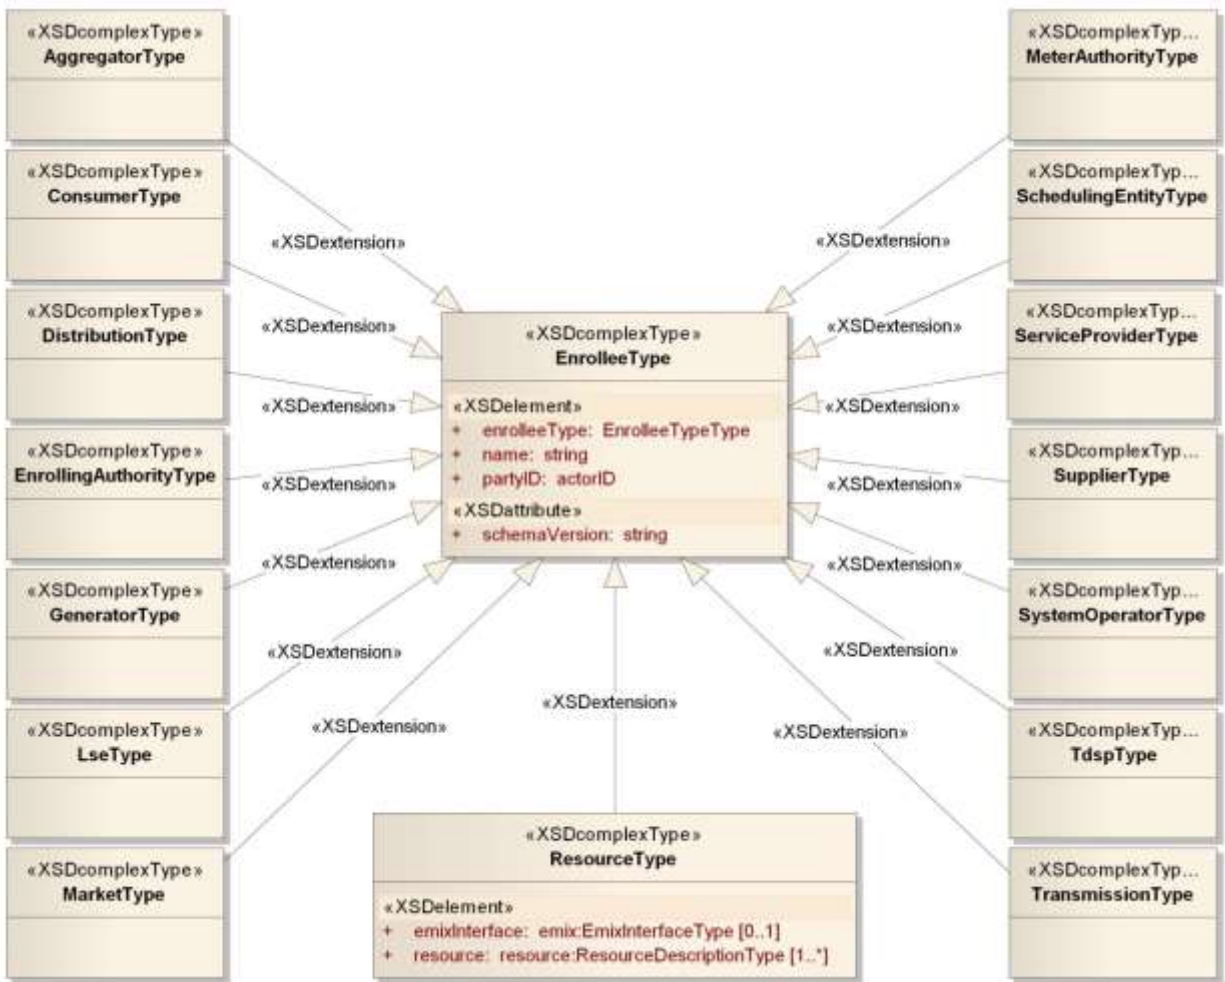 «XSDcomplexType»
AggregatorType
«XSDcomplexType»
ConsumerType
«XSDcomplexType»
DistributionType
«XSDcomplexType»
EnrollingAuthorityType
«XSDcomplexType»
GeneratorType
«XSDcomplexType»
LseType
«XSDcomplexType»
MarketType
«XSDextension»
«XSDextension»
«XSDextension»
«XSDextension»
«XSDextension»
«XSDextension»
«XSDextension»
«XSDcomplexType»
EnrolleeType
«XSDelement»
+ enrolleeType: EnrolleeTypeType
+ name: string
+ partyID: actorID
«XSDattribute»
+ schemaVersion: string
«XSDextension»
«XSDcomplexType»
ResourceType
«XSDelement»
+ emixInterface: emix:EmixInterfaceType [0..1]
+ resource: resource:ResourceDescriptionType [1..*]
«XSDextension»
«XSDextension»
«XSDextension»
«XSDextension»
«XSDextension»
«XSDextension»
«XSDextension»
«XSDcomplexTyp...
MeterAuthorityType
«XSDcomplexTyp...
SchedulingEntityType
«XSDcomplexTyp...
ServiceProviderType
«XSDcomplexTyp...
SupplierType
«XSDcomplexTyp...
SystemOperatorType
«XSDcomplexTyp...
TdspType
«XSDcomplexTyp...
TransmissionType